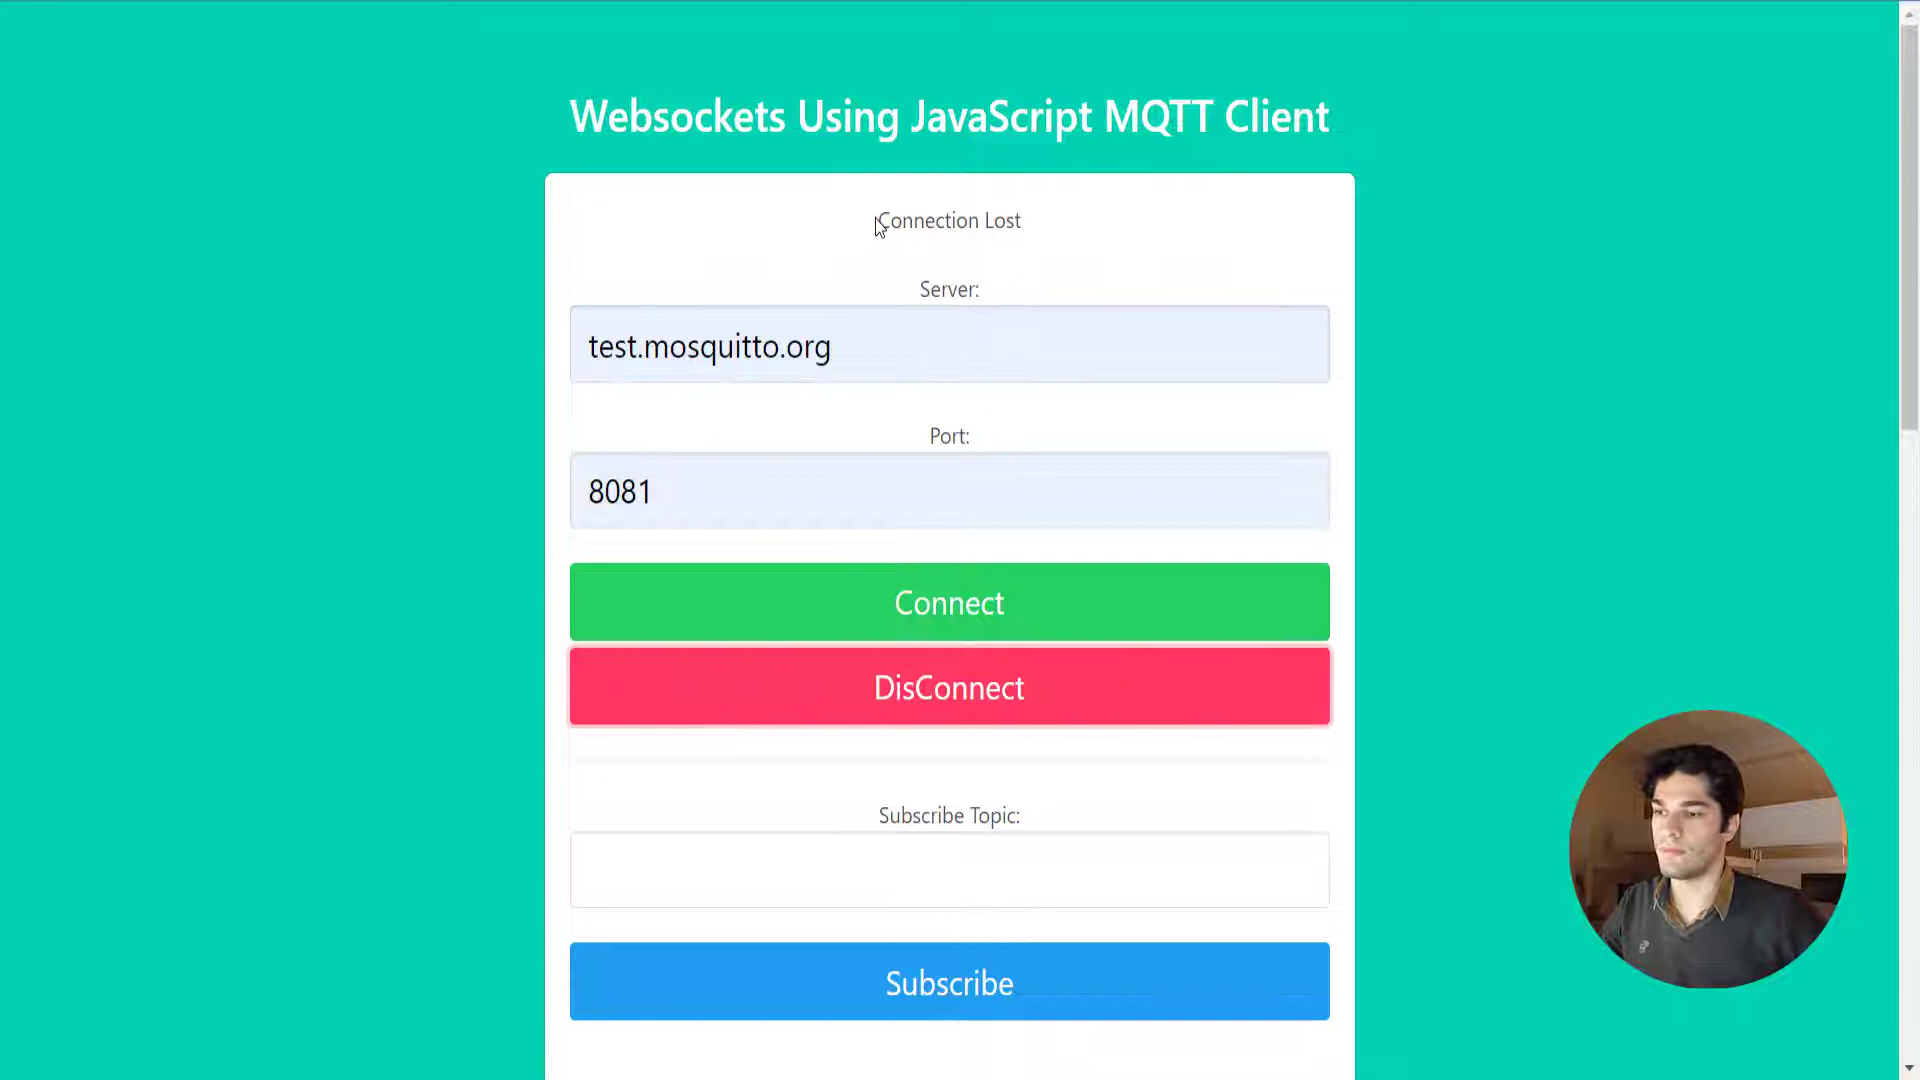 Websockets Using JavaScript MQTT Client
Connection Lost
Server:
test.mosquitto.org
Port:
8081
Connect
DisConnect
Subscribe Topic:
Subscribe